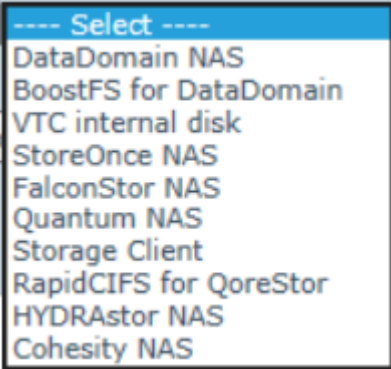 ---- Select ----
DataDomain NAS
BoostFS for DataDomain
VTC internal disk
StoreOnce NAS
FalconStor NAS
Quantum NAS
Storage Client
RapidCIFS for QoreStor
HYDRAstor NAS
Cohesity NAS